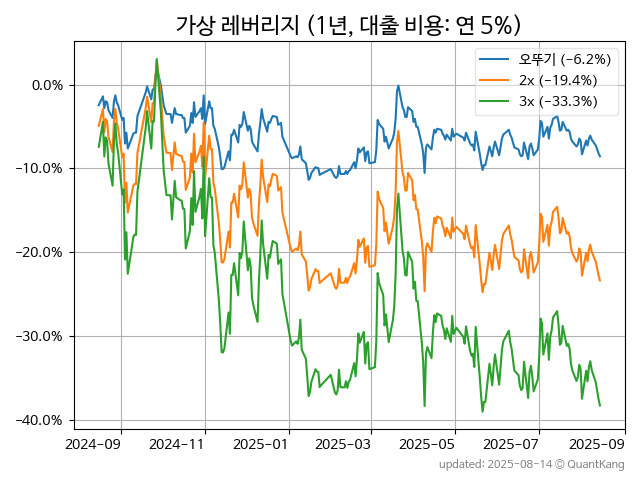 가상 레버리지 (1년, 대출 비용: 연 5%)
오뚜기 (−6.2%)
2x (−19.4%)
3x (−33.3%)
0.0%
−10.0%
−20.0%
−30.0%
−40.0%
2024-09 2024-11 2025-01 2025-03 2025-05 2025-07 2025-09
updated: 2025-08-14 © QuantKang